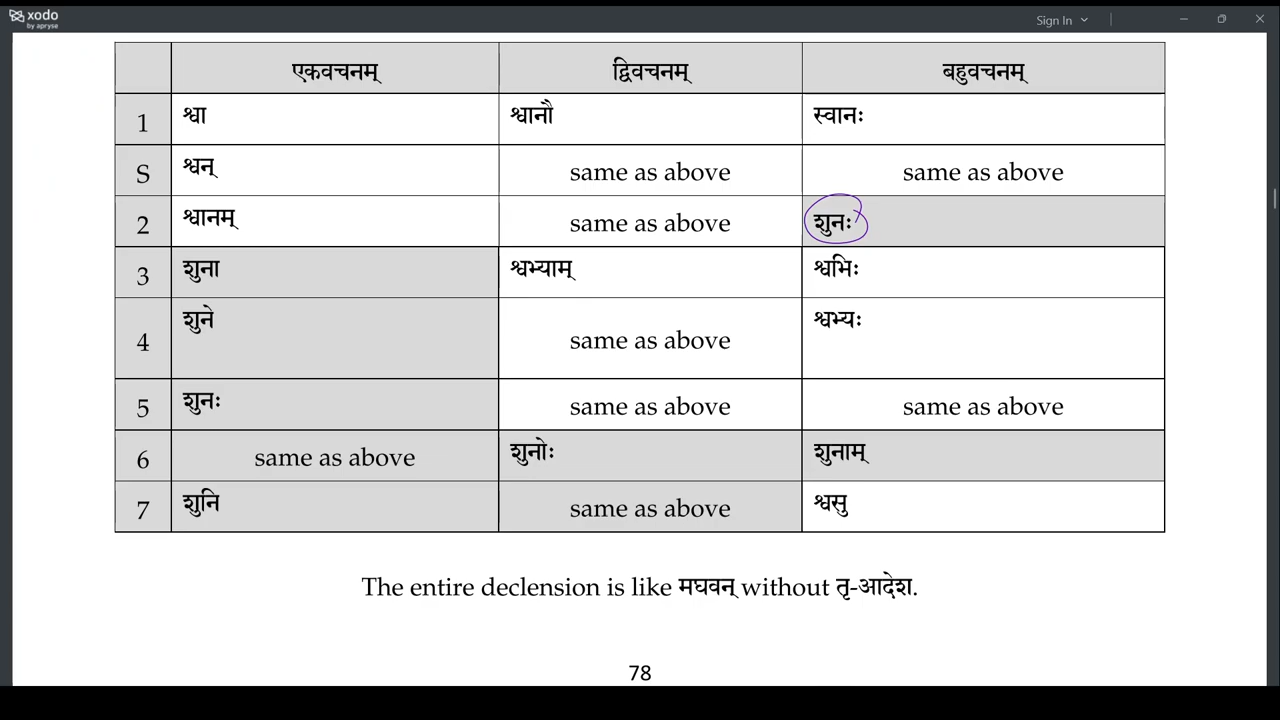 xodo
by apryse
Sign In
एकवचनम् द्विवचनम् बहुवचनम्
1 श्वा श्वानौ स्वानः
S श्वन् same as above same as above
2 श्वानम् same as above शुनः
3 शुना श्वभ्याम् श्वभिः
4 शुने same as above श्वभ्यः
5 शुनः same as above same as above
6 same as above शुनोः शुनाम्
7 शुनि same as above श्वसु
The entire declension is like मघवन् without तृ-आदेश.
78